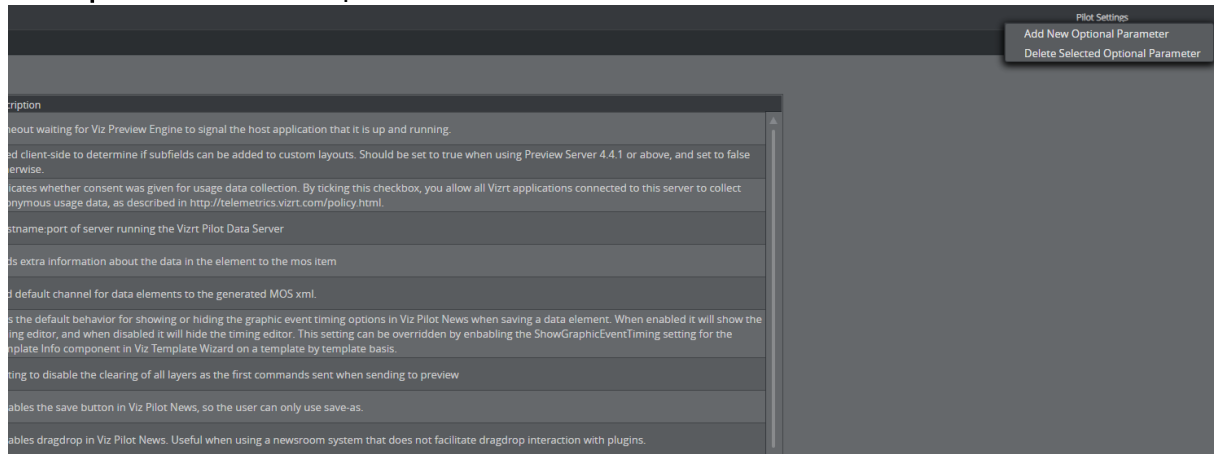 Pilot Settings
Add New Optional Parameter
Delete Selected Optional Parameter
cription
neout waiting for Viz Preview Engine to signal the host application that it is up and running.
ed client-side to determine if subfields can be added to custom layouts. Should be set to true when using Preview Server 4.4.1 or above, and set to false
erwise.
icates whether consent was given for usage data collection. By ticking this checkbox, you allow all Vizrt applications connected to this server to collect
onymous usage data, as described in http://telemetrics.vizrt.com/policy.html.
stname:port of server running the Vizrt Pilot Data Server
ds extra information about the data in the element to the mos item
d default channel for data elements to the generated MOS xml.
s the default behavior for showing or hiding the graphic event timing options in Viz Pilot News when saving a data element. When enabled it will show the
ing editor, and when disabled it will hide the timing editor. This setting can be overridden by enbabling the ShowGraphicEventTiming setting for the
mplate Info component in Viz Template Wizard on a template by template basis.
ting to disable the clearing of all layers as the first commands sent when sending to preview
ables the save button in Viz Pilot News, so the user can only use save-as.
ables dragdrop in Viz Pilot News. Useful when using a newsroom system that does not facilitate dragdrop interaction with plugins.